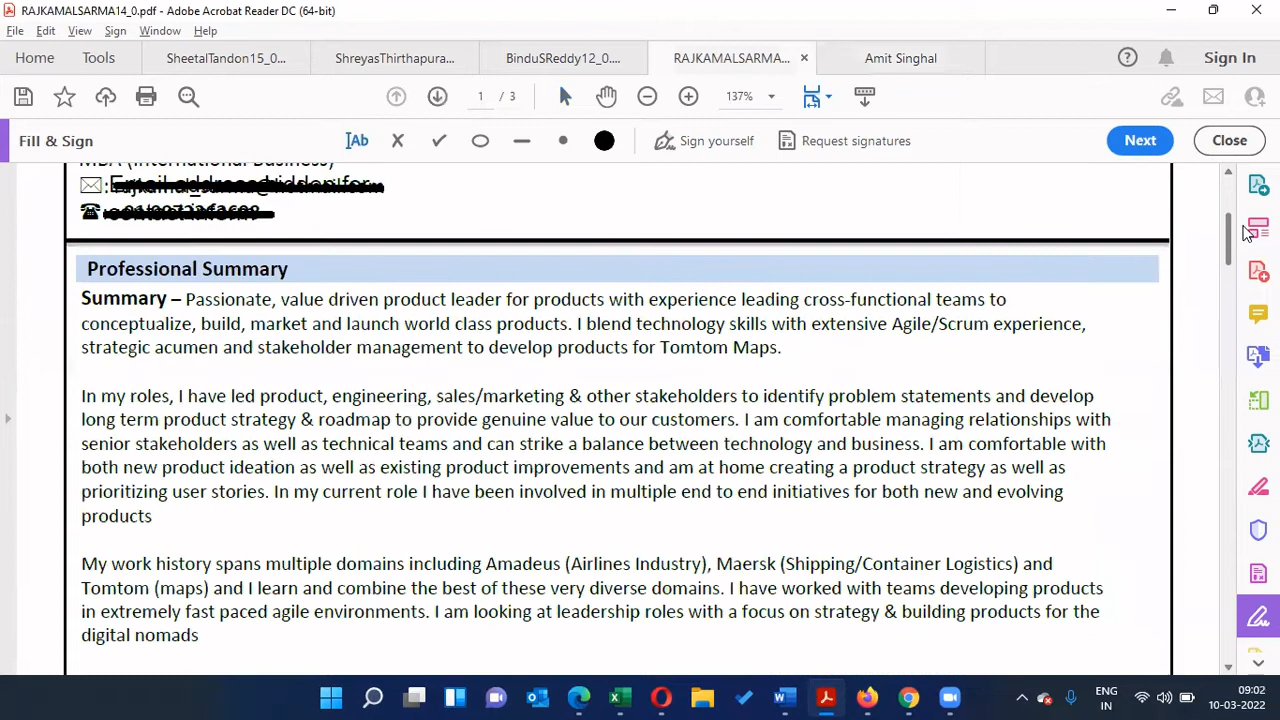 RAJKAMALSARMA14_0.pdf - Adobe Acrobat Reader DC (64-bit)
File Edit View Sign Window Help
Home Tools SheetalTandon15_0... ShreyasThirthapura... BinduSReddy12_0.... RAJKAMALSARMA... × Amit Singhal Sign In
1 / 3 137%
Fill & Sign Ab Sign yourself Request signatures Next Close
MBA (International Business)
Professional Summary
Summary – Passionate, value driven product leader for products with experience leading cross-functional teams to
conceptualize, build, market and launch world class products. I blend technology skills with extensive Agile/Scrum experience,
strategic acumen and stakeholder management to develop products for Tomtom Maps.
In my roles, I have led product, engineering, sales/marketing & other stakeholders to identify problem statements and develop
long term product strategy & roadmap to provide genuine value to our customers. I am comfortable managing relationships with
senior stakeholders as well as technical teams and can strike a balance between technology and business. I am comfortable with
both new product ideation as well as existing product improvements and am at home creating a product strategy as well as
prioritizing user stories. In my current role I have been involved in multiple end to end initiatives for both new and evolving
products
My work history spans multiple domains including Amadeus (Airlines Industry), Maersk (Shipping/Container Logistics) and
Tomtom (maps) and I learn and combine the best of these very diverse domains. I have worked with teams developing products
in extremely fast paced agile environments. I am looking at leadership roles with a focus on strategy & building products for the
digital nomads
ENG
IN
09:02
10-03-2022